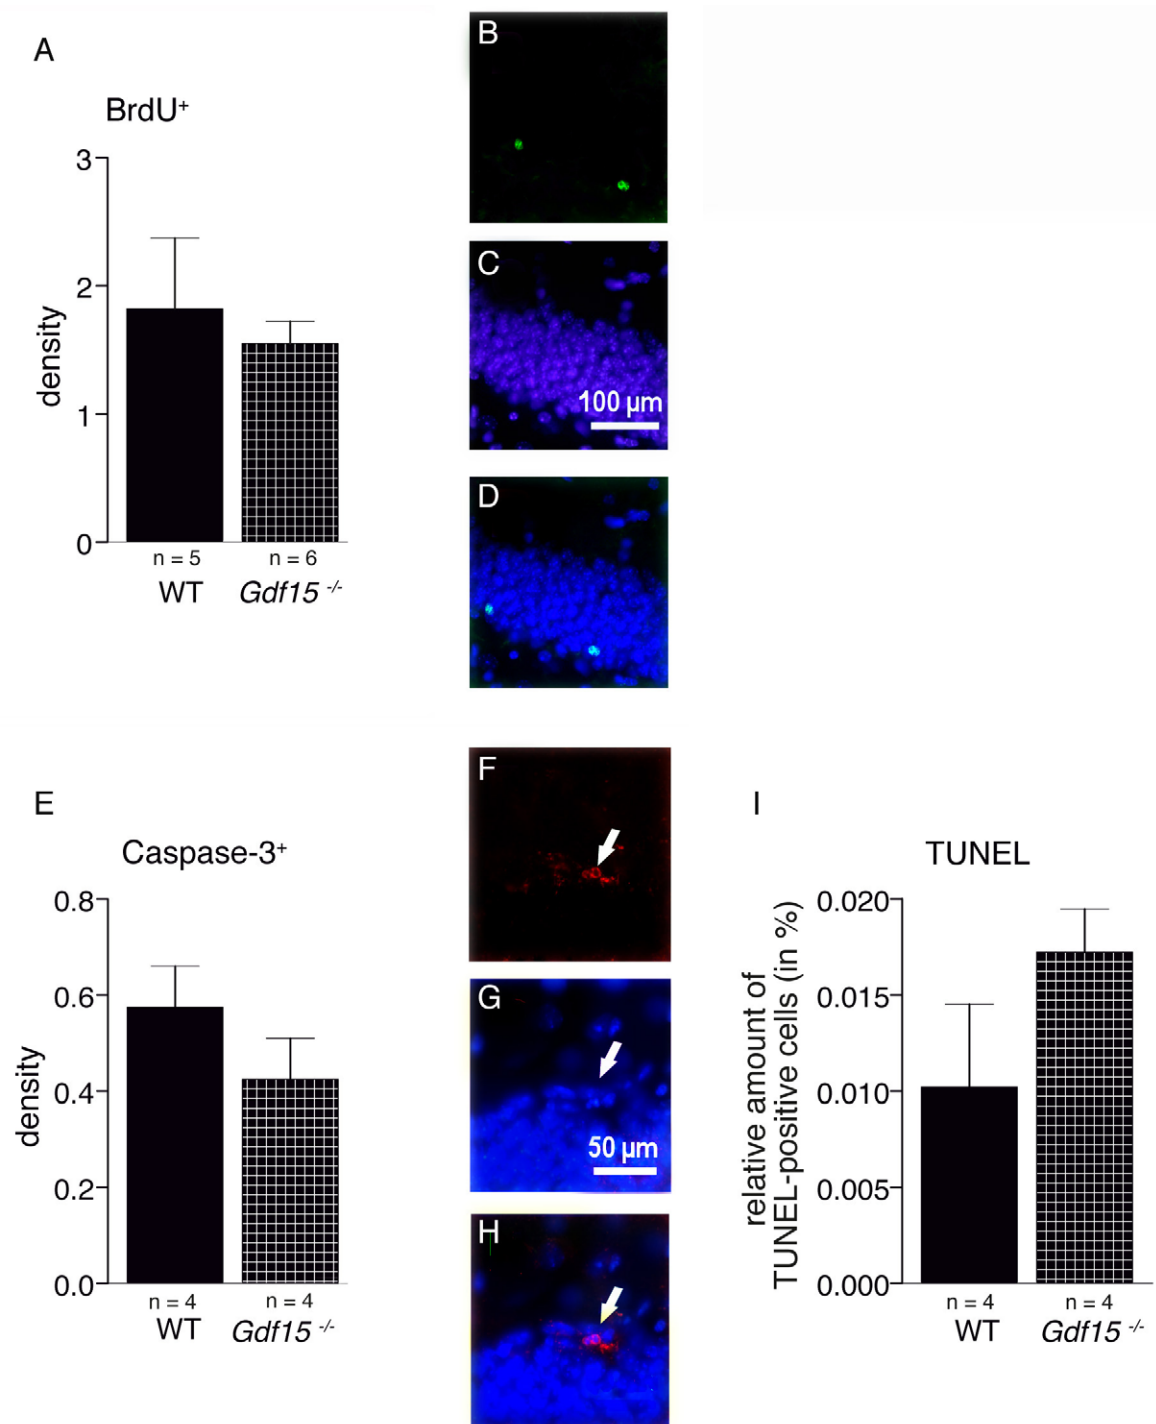 A
BrdU⁺
3
2
1
0
density
n = 5
n = 6
WT
Gdf15 -/-
B
C
100 µm
D
E
Caspase-3⁺
0.8
0.6
0.4
0.2
0.0
density
n = 4
n = 4
WT
Gdf15 -/-
F
G
50 µm
H
I
TUNEL
0.020
0.015
0.010
0.005
0.000
relative amount of
TUNEL-positive cells (in %)
n = 4
n = 4
WT
Gdf15 -/-